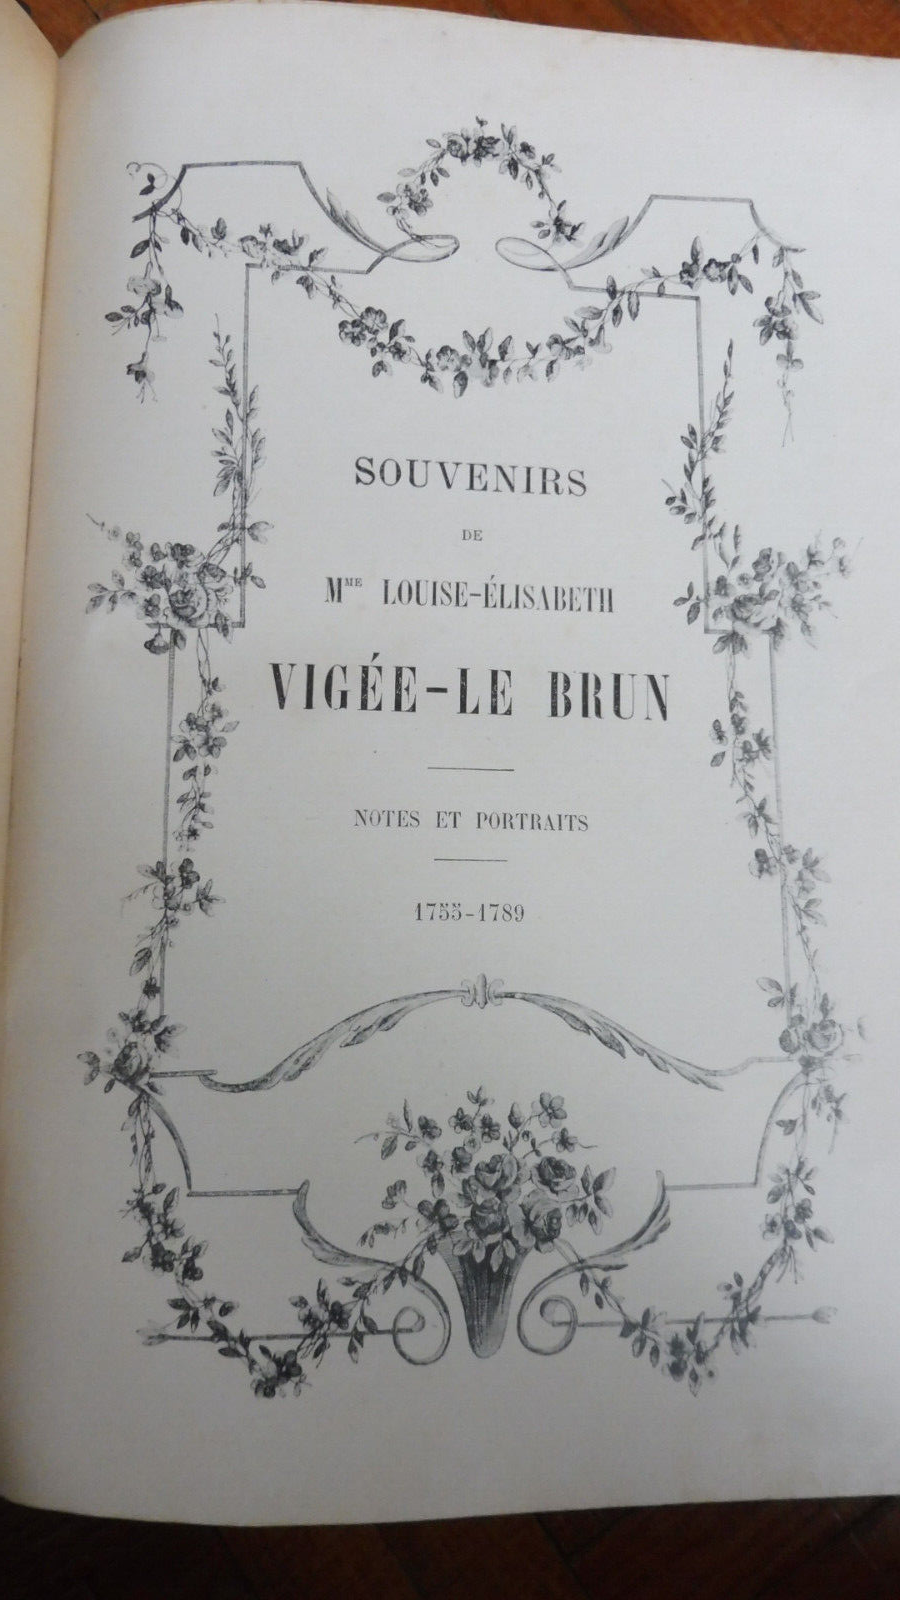 SOUVENIRS
DE
MME LOUISE-ÉLISABETH
VIGÉE-LE BRUN
NOTES ET PORTRAITS
1755-1789